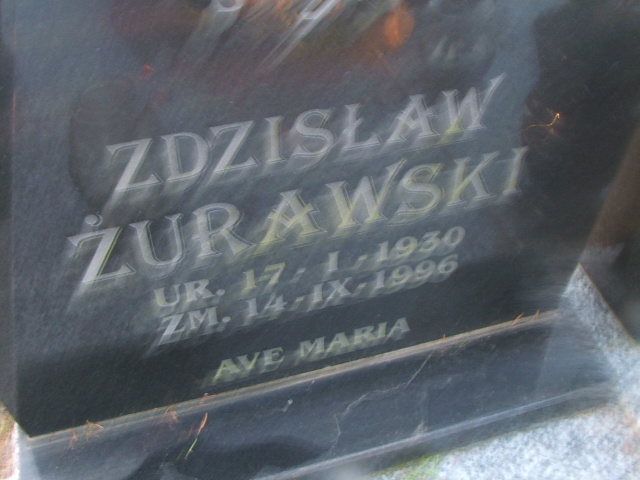 ZDZISŁAW
ŻURAWSKI
UR. 17-I-1930
ZM. 14-IX-1996
AVE MARIA